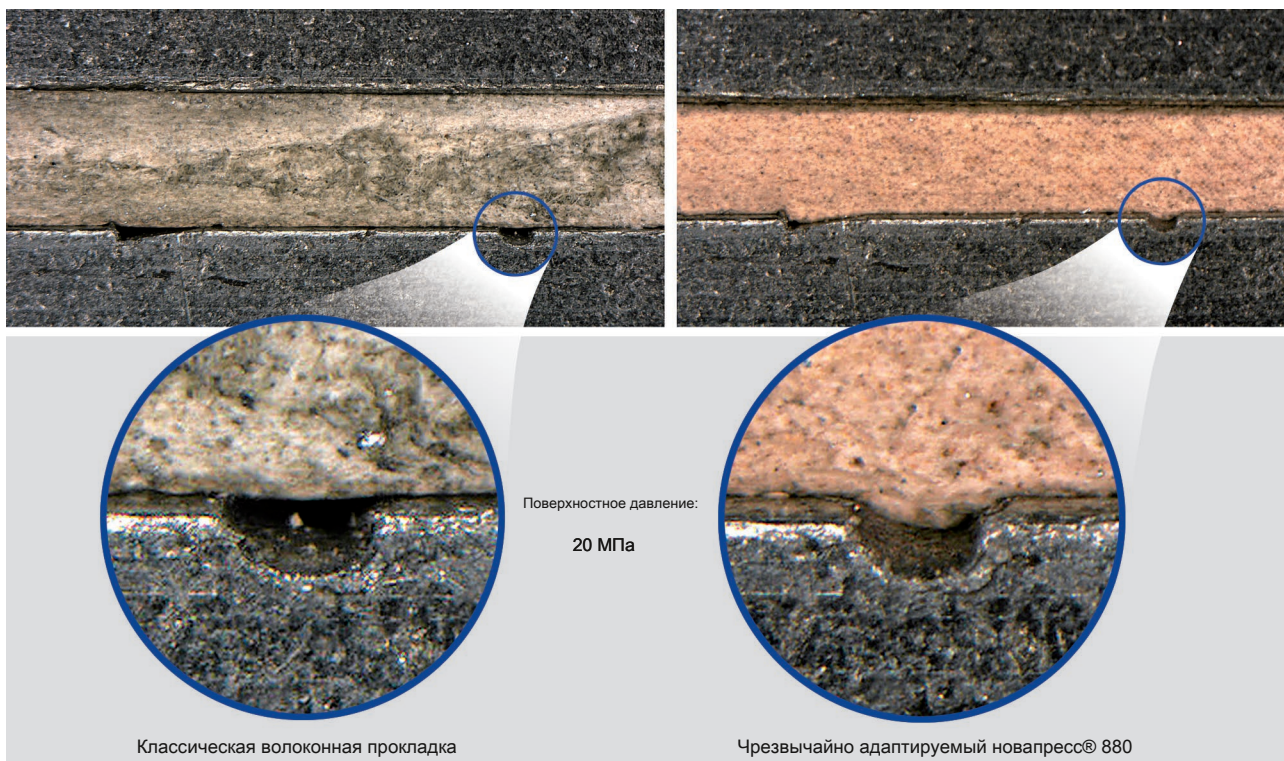 Поверхностное давление:
20 МПа
Классическая волоконная прокладка
Чрезвычайно адаптируемый новапресс® 880